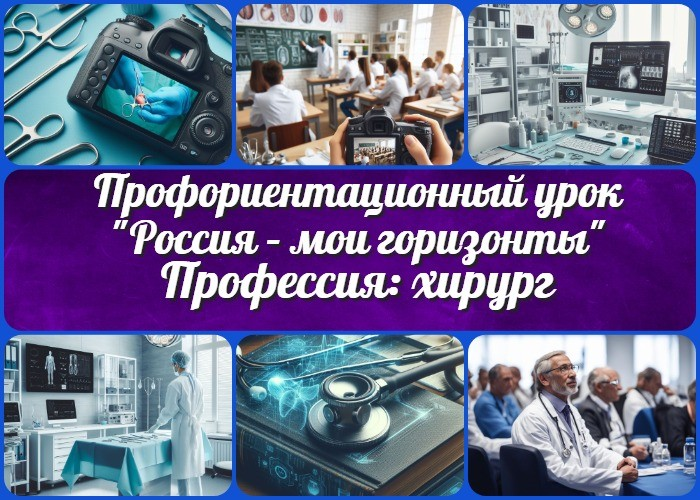 Профориентационный урок
"Россия – мои горизонты"
Профессия: хирург